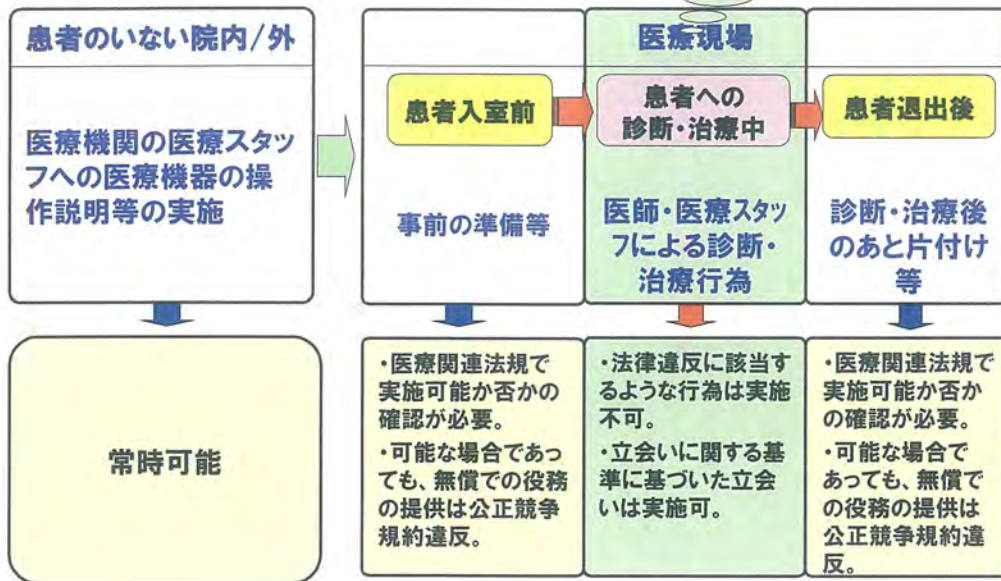 患者のいない院内/外
医療機関の医療スタッ
フへの医療機器の操
作説明等の実施
常時可能
医療現場
患者入室前
事前の準備等
・医療関連法規で
実施可能か否かの
確認が必要。
・可能な場合であっ
ても、無償での役務
の提供は公正競争
規約違反。
患者への
診断・治療中
医師・医療スタッ
フによる診断・
治療行為
・法律違反に該当す
るような行為は実施
不可。
・立会いに関する基
準に基づいた立会
いは実施可。
患者退出後
診断・治療後
のあと片付け
等
・医療関連法規で
実施可能か否か
の確認が必要。
・可能な場合で
あっても、無償で
の役務の提供は
公正競争規約違
反。